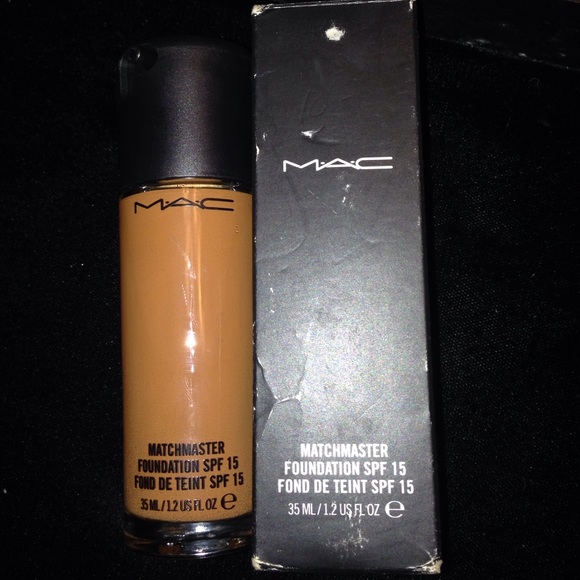 M·A·C
MATCHMASTER
FOUNDATION SPF 15
FOND DE TEINT SPF 15
35 ML / 1.2 US FL OZ ℮
M·A·C
MATCHMASTER
FOUNDATION SPF 15
FOND DE TEINT SPF 15
35 ML / 1.2 US FL OZ ℮